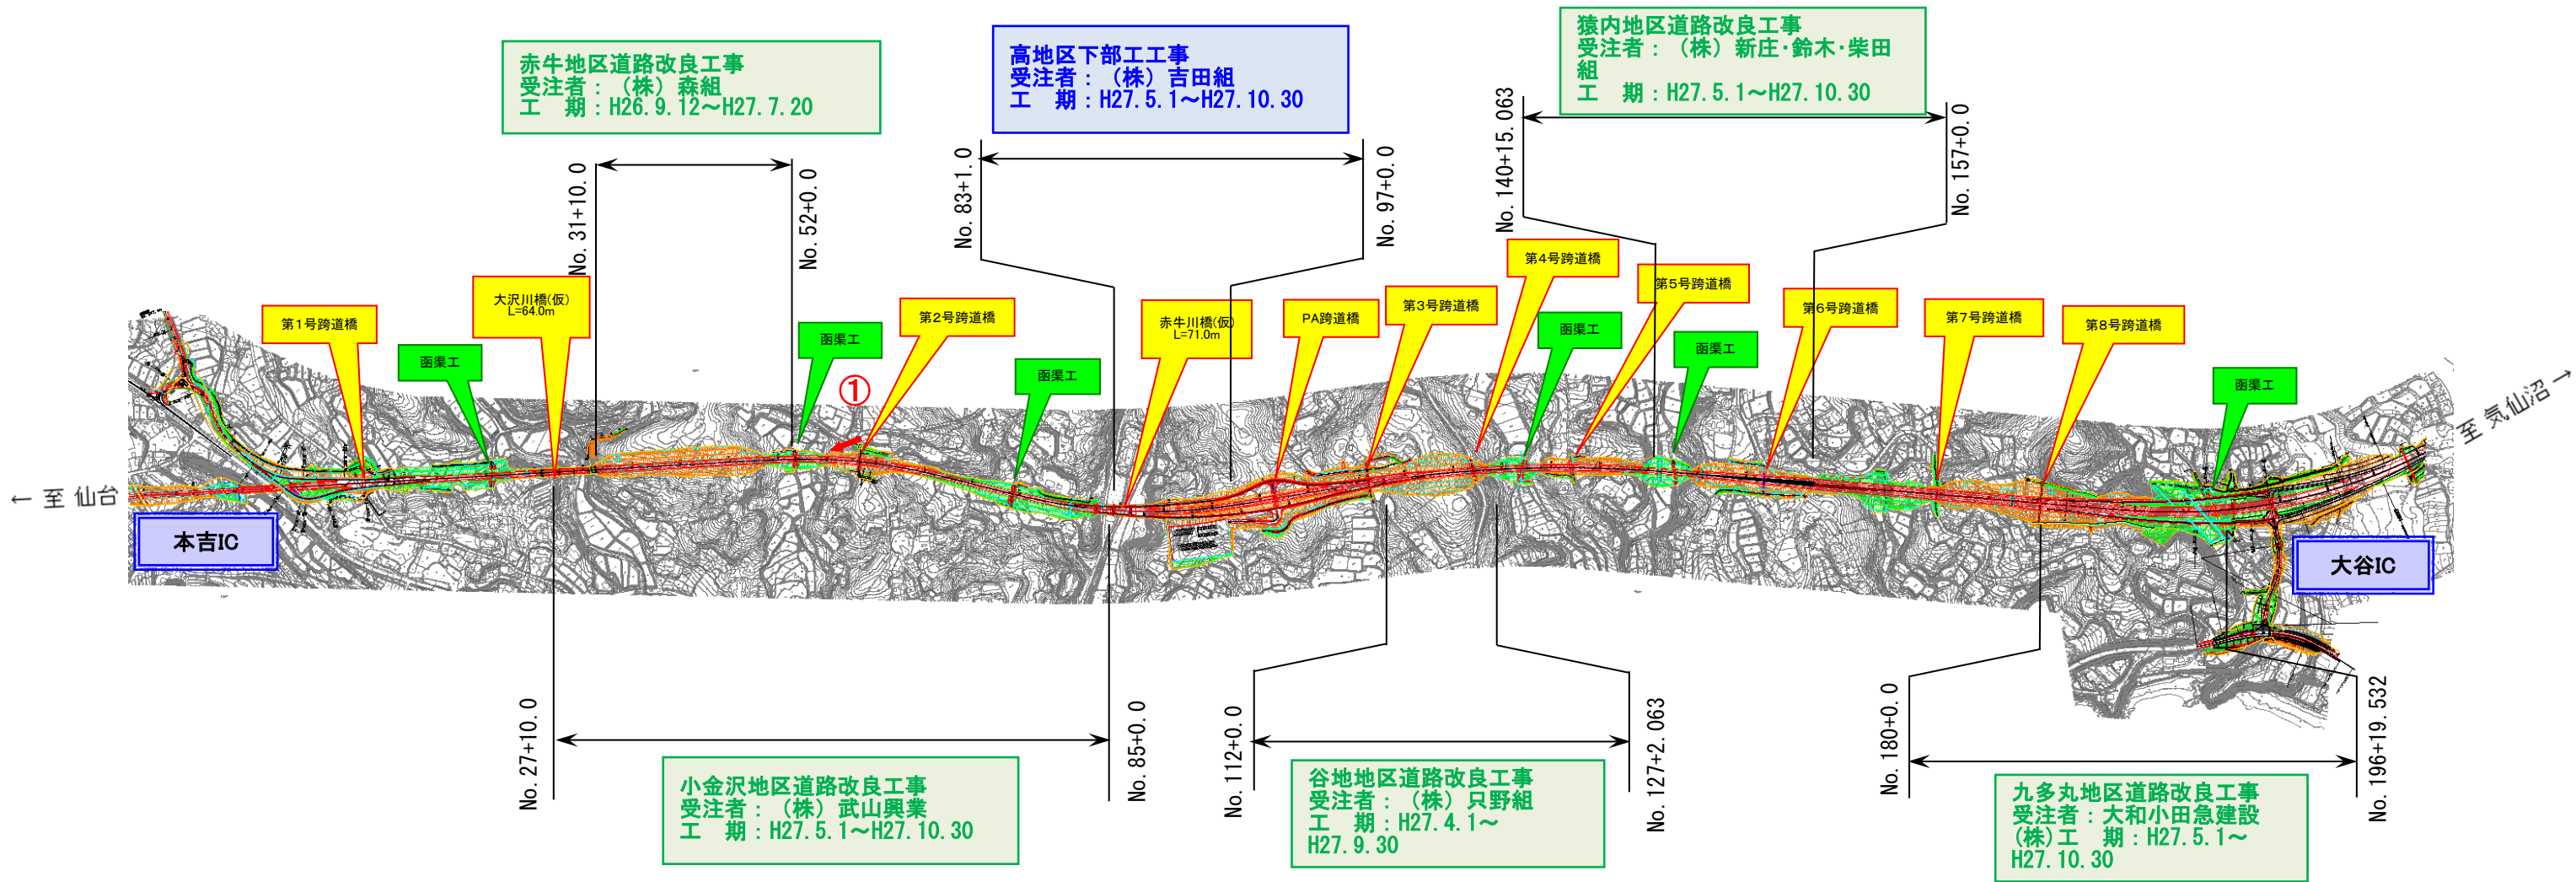 赤牛地区道路改良工事
受注者：（株）森組
工　期：H26.9.12～H27.7.20
高地区下部工工事
受注者：（株）吉田組
工　期：H27.5.1～H27.10.30
猿内地区道路改良工事
受注者：（株）新庄・鈴木・柴田
組
工　期：H27.5.1～H27.10.30
No.31+10.0
No.52+0.0
No.83+1.0
No.97+0.0
No.140+15.063
No.157+0.0
第1号跨道橋
函渠工
大沢川橋(仮)
L=64.0m
函渠工
①
第2号跨道橋
函渠工
赤牛川橋(仮)
L=71.0m
PA跨道橋
第3号跨道橋
第4号跨道橋
函渠工
第5号跨道橋
函渠工
第6号跨道橋
第7号跨道橋
第8号跨道橋
函渠工
← 至 仙台
至 気仙沼 →
本吉IC
大谷IC
No.27+10.0
No.85+0.0
No.112+0.0
No.127+2.063
No.180+0.0
No.196+19.532
小金沢地区道路改良工事
受注者：（株）武山興業
工　期：H27.5.1～H27.10.30
谷地地区道路改良工事
受注者：（株）只野組
工　期：H27.4.1～
H27.9.30
九多丸地区道路改良工事
受注者：大和小田急建設
(株)工　期：H27.5.1～
H27.10.30